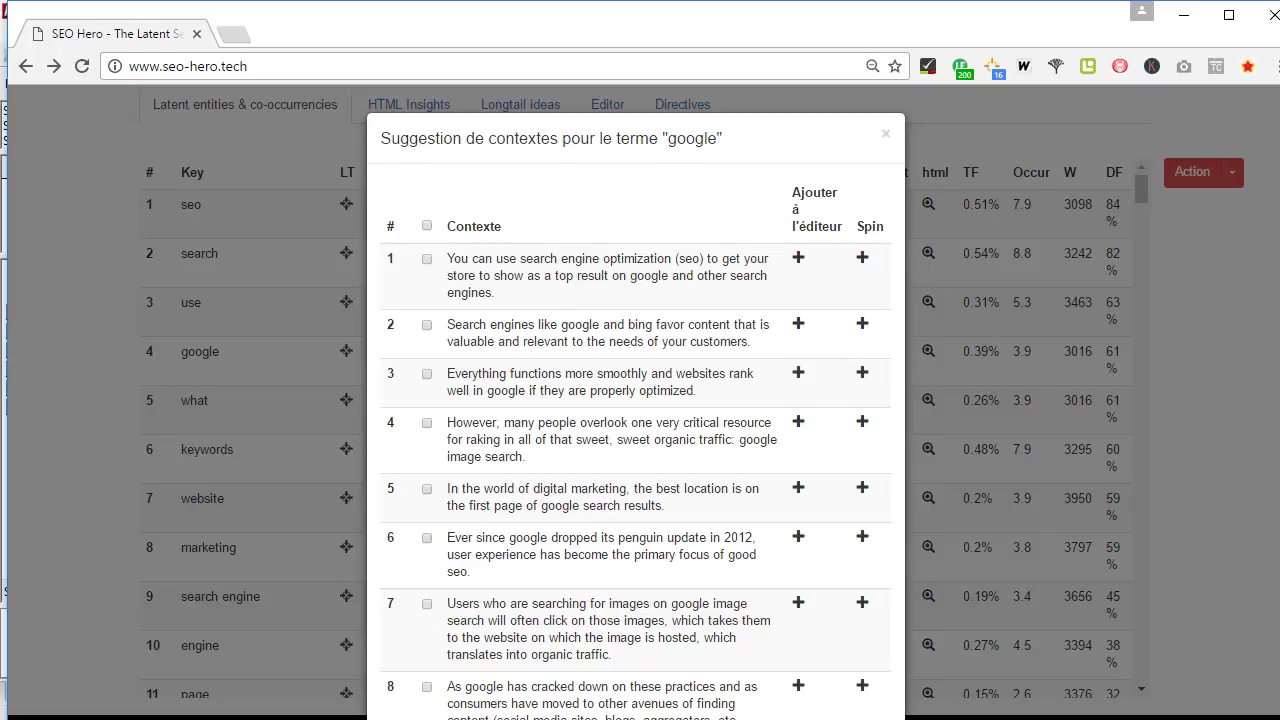 SEO Hero - The Latent Se
www.seo-hero.tech
200
16
W
K
TC
Latent entities & co-occurrencies
HTML Insights
Longtail ideas
Editor
Directives
Suggestion de contextes pour le terme "google"
×
# Key LT
html TF Occur W DF
Action
1 seo 0.51% 7.9 3098 84
%
2 search 0.54% 8.8 3242 82
%
3 use 0.31% 5.3 3463 63
%
4 google 0.39% 3.9 3016 61
%
5 what 0.26% 3.9 3016 61
%
6 keywords 0.48% 7.9 3295 60
%
7 website 0.2% 3.9 3950 59
%
8 marketing 0.2% 3.8 3797 59
%
9 search engine 0.19% 3.4 3656 45
%
10 engine 0.27% 4.5 3394 38
%
11 page 0.15% 2.6 3376 32
Ajouter
à
# Contexte l'éditeur Spin
1 You can use search engine optimization (seo) to get your
store to show as a top result on google and other search
engines.
2 Search engines like google and bing favor content that is
valuable and relevant to the needs of your customers.
3 Everything functions more smoothly and websites rank
well in google if they are properly optimized.
4 However, many people overlook one very critical resource
for raking in all of that sweet, sweet organic traffic: google
image search.
5 In the world of digital marketing, the best location is on
the first page of google search results.
6 Ever since google dropped its penguin update in 2012,
user experience has become the primary focus of good
seo.
7 Users who are searching for images on google image
search will often click on those images, which takes them
to the website on which the image is hosted, which
translates into organic traffic.
8 As google has cracked down on these practices and as
consumers have moved to other avenues of finding
content (social media sites, blogs, aggregators, etc